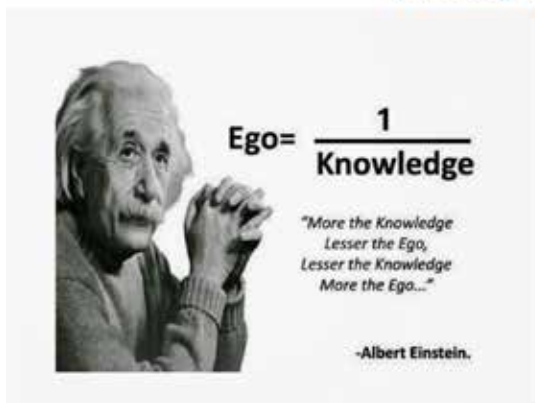 Ego= 1
Knowledge
"More the Knowledge
Lesser the Ego,
Lesser the Knowledge
More the Ego..."
-Albert Einstein.